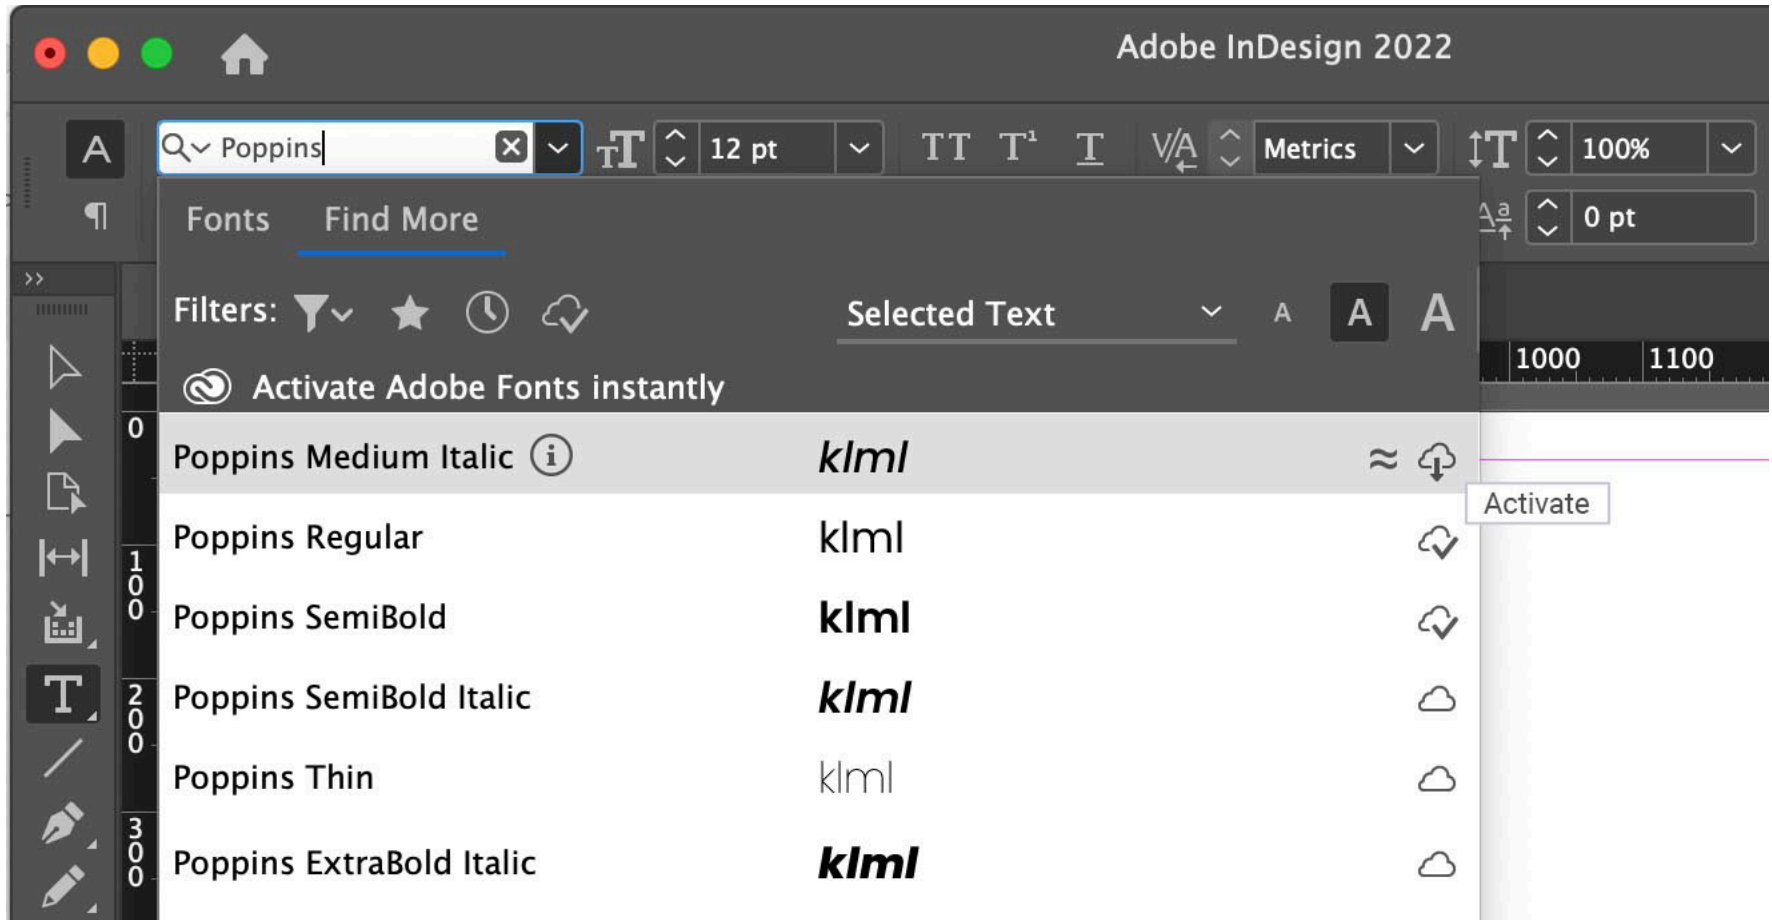 Adobe InDesign 2022
A Poppins 12 pt TT T¹ T V/A Metrics T 100%
¶ Fonts Find More Aa 0 pt
Filters: Selected Text A A A
1000 1100
Activate Adobe Fonts instantly
0
Poppins Medium Italic i klml
Activate
Poppins Regular klml
100
Poppins SemiBold klml
T
200
Poppins SemiBold Italic klml
Poppins Thin klml
300
Poppins ExtraBold Italic klml